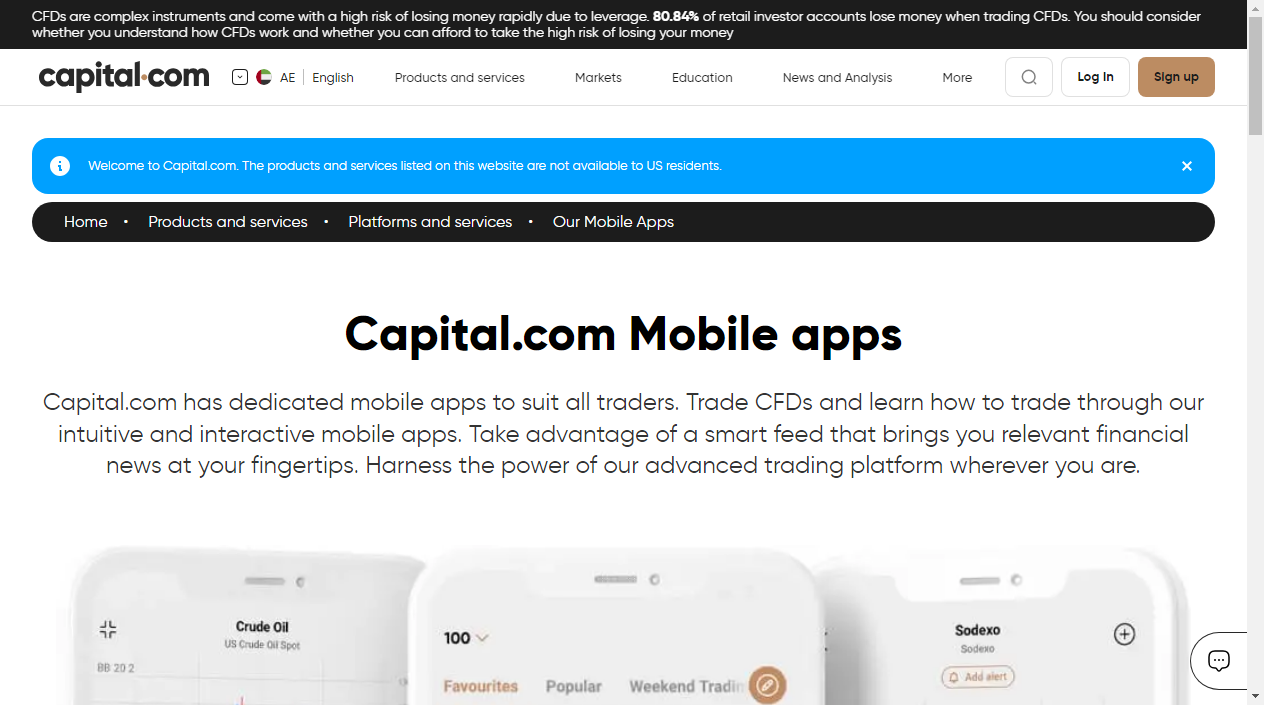 CFDs are complex instruments and come with a high risk of losing money rapidly due to leverage. 80.84% of retail investor accounts lose money when trading CFDs. You should consider
whether you understand how CFDs work and whether you can afford to take the high risk of losing your money
capital.com
AE
English
Products and services
Markets
Education
News and Analysis
More
Log In
Sign up
Welcome to Capital.com. The products and services listed on this website are not available to US residents.
Home • Products and services • Platforms and services • Our Mobile Apps
Capital.com Mobile apps
Capital.com has dedicated mobile apps to suit all traders. Trade CFDs and learn how to trade through our
intuitive and interactive mobile apps. Take advantage of a smart feed that brings you relevant financial
news at your fingertips. Harness the power of our advanced trading platform wherever you are.
Crude Oil
US Crude Oil Spot
BB 20 2
100
Favourites
Popular
Weekend Tradin
Sodexo
Sodexo
Add alert